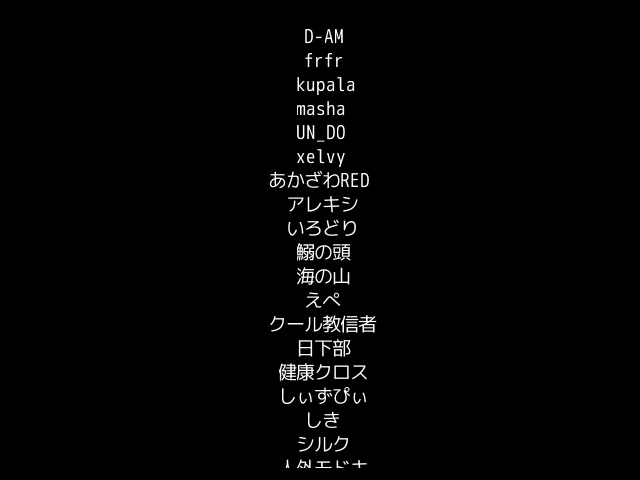 D-AM
frfr
kupala
masha
UN_DO
xelvy
あかざわRED
アレキシ
いろどり
鰯の頭
海の山
えぺ
クール教信者
日下部
健康クロス
しぃずぴぃ
しき
シルク